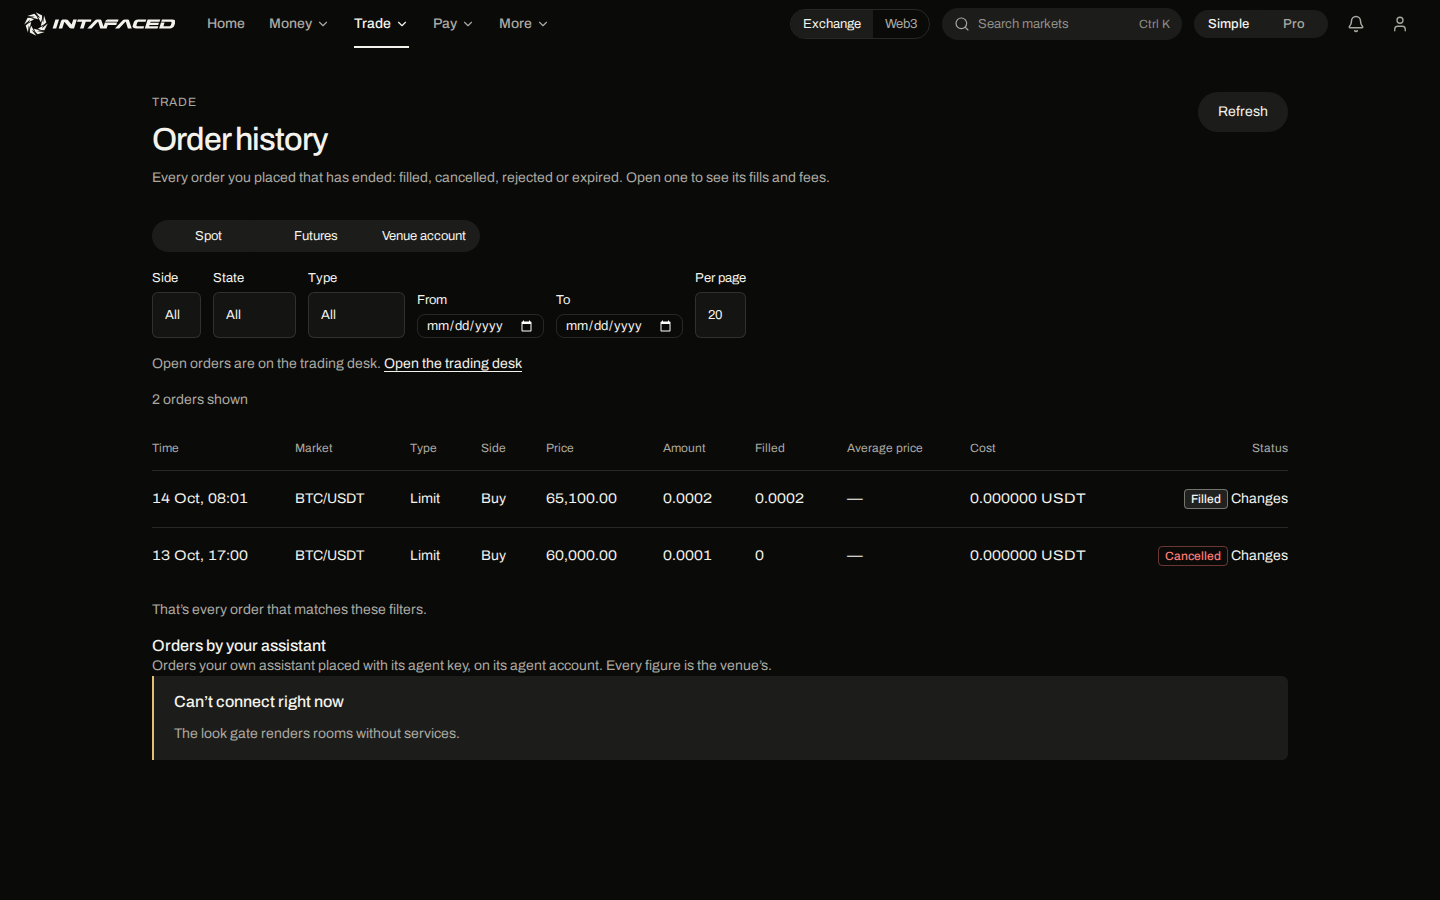 INTAFACED Home Money Trade Pay More Exchange Web3 Search markets Ctrl K Simple Pro
TRADE
Refresh
Order history
Every order you placed that has ended: filled, cancelled, rejected or expired. Open one to see its fills and fees.
Spot Futures Venue account
Side State Type From To Per page
All All All mm/dd/yyyy mm/dd/yyyy 20
Open orders are on the trading desk. Open the trading desk
2 orders shown
Time Market Type Side Price Amount Filled Average price Cost Status
14 Oct, 08:01 BTC/USDT Limit Buy 65,100.00 0.0002 0.0002 — 0.000000 USDT Filled Changes
13 Oct, 17:00 BTC/USDT Limit Buy 60,000.00 0.0001 0 — 0.000000 USDT Cancelled Changes
That’s every order that matches these filters.
Orders by your assistant
Orders your own assistant placed with its agent key, on its agent account. Every figure is the venue’s.
Can’t connect right now
The look gate renders rooms without services.